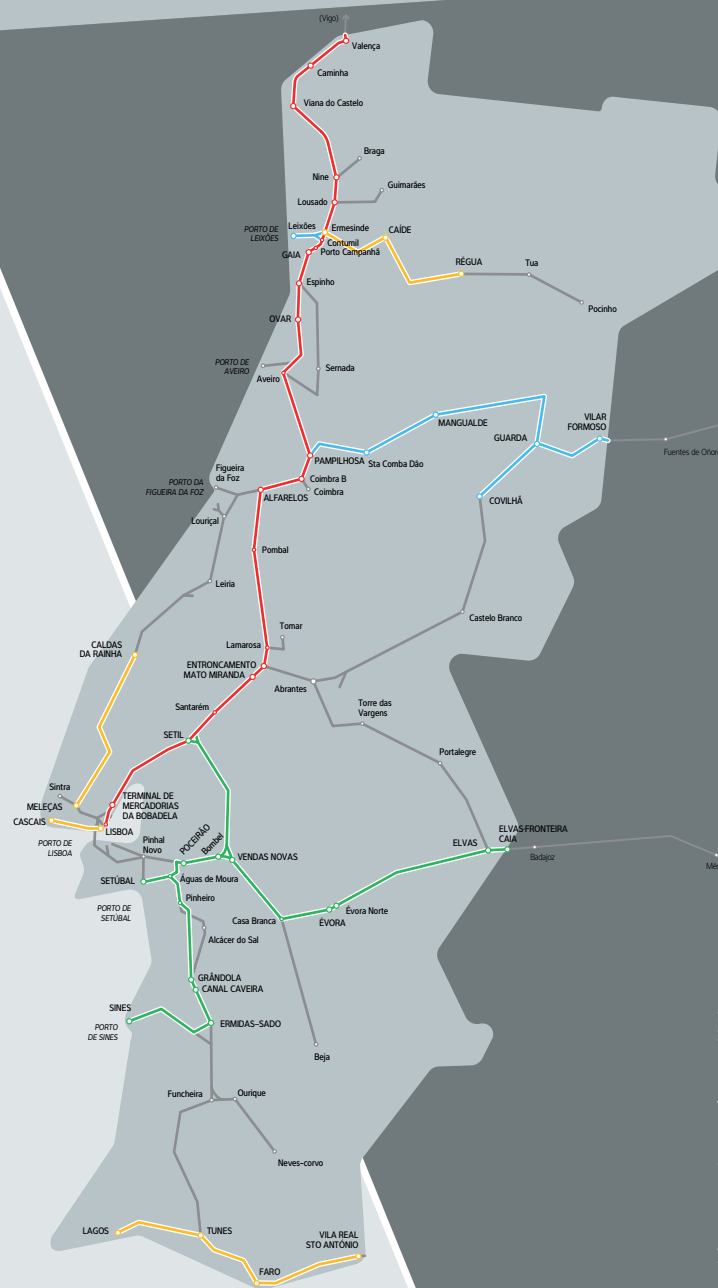 (Vigo)
Valença
Caminha
Viana do Castelo
Braga
Nine
Guimarães
Lousado
Leixões
Ermesinde
PORTO DE
LEIXÕES
CAÍDE
Contumil
GAIA
Porto Campanhã
RÉGUA
Tua
Espinho
Pocinho
OVAR
PORTO DE
AVEIRO
Sernada
Aveiro
MANGUALDE
VILAR
FORMOSO
GUARDA
Fuentes de Oñoro
PAMPILHOSA
Sta Comba Dão
Figueira
da Foz
Coimbra B
PORTO DA
FIGUEIRA DA FOZ
Coimbra
ALFARELOS
COVILHÃ
Louriçal
Pombal
Leiria
Castelo Branco
Tomar
CALDAS
DA RAINHA
Lamarosa
ENTRONCAMENTO
MATO MIRANDA
Abrantes
Santarém
Torre das
Vargens
SETIL
Portalegre
Sintra
MELEÇAS
TERMINAL DE
MERCADORIAS
DA BOBADELA
CASCAIS
LISBOA
ELVAS-FRONTEIRA
CAIA
PORTO DE
LISBOA
Pinhal
Novo
POCEIRÃO
Bombel
ELVAS
VENDAS NOVAS
Badajoz
Mér
SETÚBAL
Águas de Moura
Pinheiro
PORTO DE
SETÚBAL
Évora Norte
Casa Branca
ÉVORA
Alcácer do Sal
GRÂNDOLA
CANAL CAVEIRA
SINES
PORTO
DE SINES
ERMIDAS-SADO
Beja
Funcheira
Ourique
Neves-corvo
LAGOS
TUNES
VILA REAL
STO ANTÓNIO
FARO